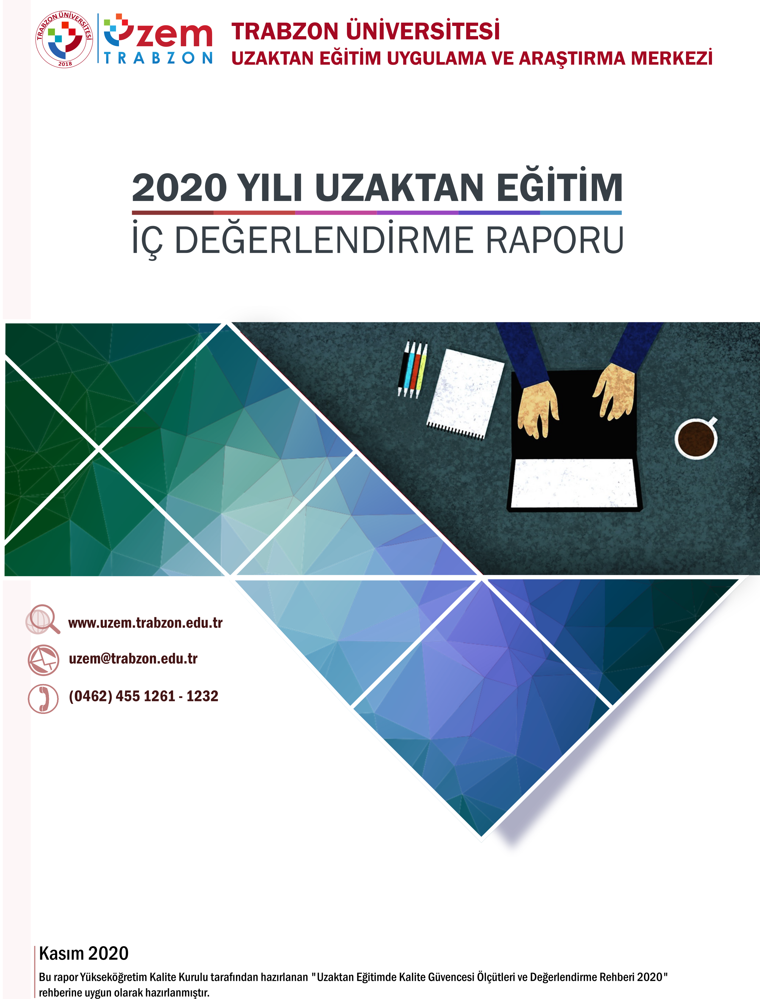 TRABZON ÜNİVERSİTESİ
2018
üzem
TRABZON
TRABZON ÜNİVERSİTESİ
UZAKTAN EĞİTİM UYGULAMA VE ARAŞTIRMA MERKEZİ
2020 YILI UZAKTAN EĞİTİM
İÇ DEĞERLENDİRME RAPORU
www.uzem.trabzon.edu.tr
uzem@trabzon.edu.tr
(0462) 455 1261 - 1232
Kasım 2020
Bu rapor Yükseköğretim Kalite Kurulu tarafından hazırlanan "Uzaktan Eğitimde Kalite Güvencesi Ölçütleri ve Değerlendirme Rehberi 2020"
rehberine uygun olarak hazırlanmıştır.